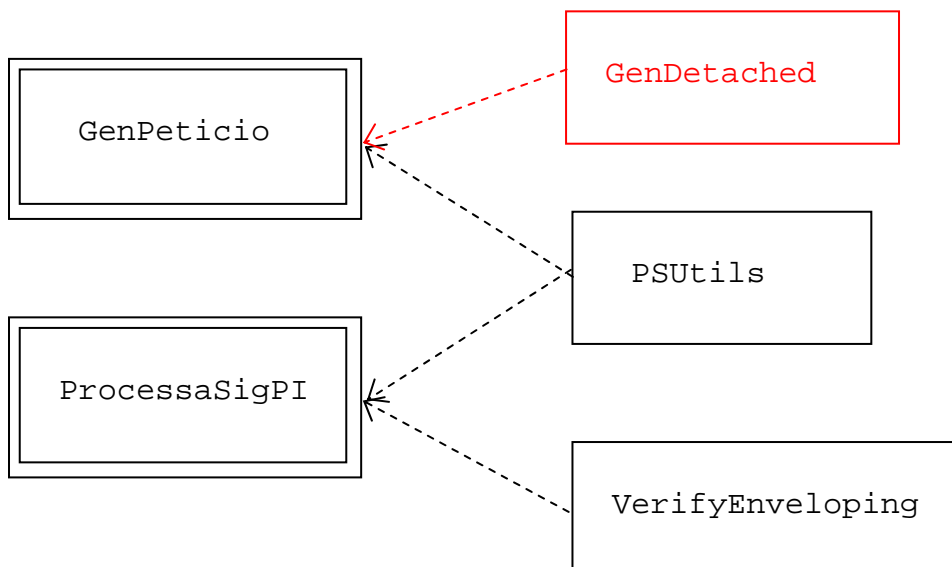 GenDetached
GenPeticio
PSUtils
ProcessaSigPI
VerifyEnveloping